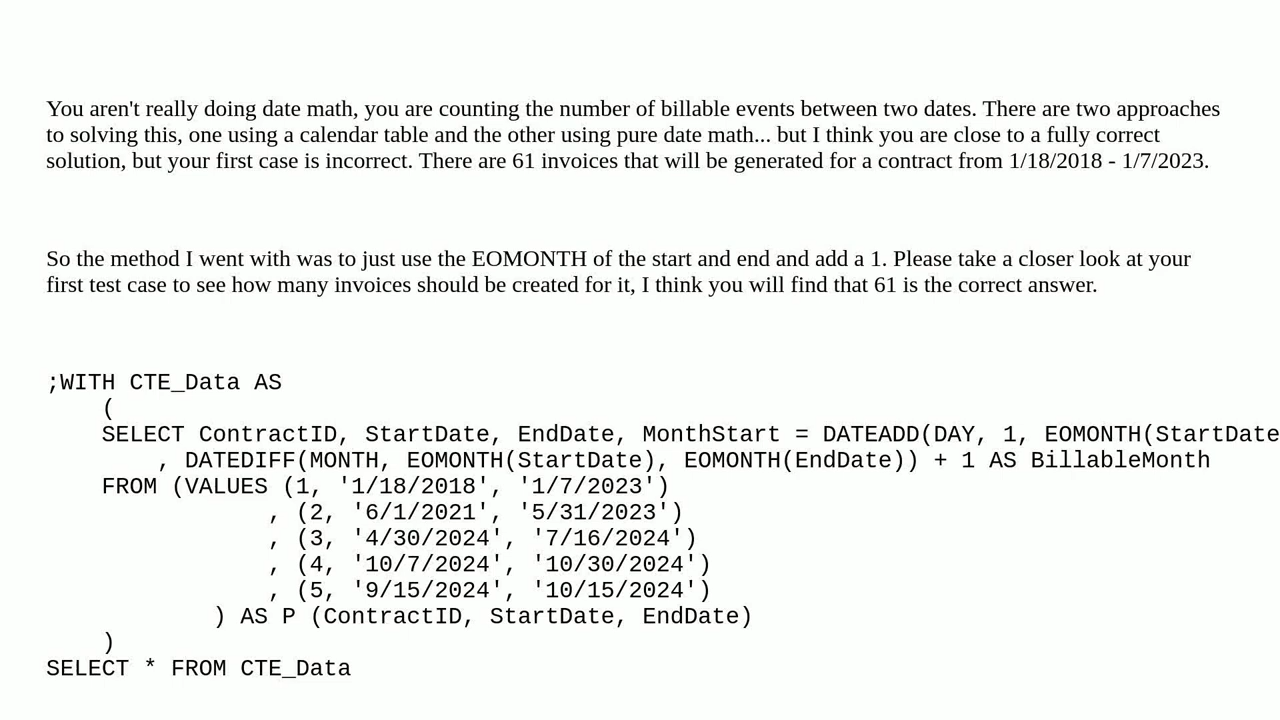 You aren't really doing date math, you are counting the number of billable events between two dates. There are two approaches
to solving this, one using a calendar table and the other using pure date math... but I think you are close to a fully correct
solution, but your first case is incorrect. There are 61 invoices that will be generated for a contract from 1/18/2018 - 1/7/2023.
So the method I went with was to just use the EOMONTH of the start and end and add a 1. Please take a closer look at your
first test case to see how many invoices should be created for it, I think you will find that 61 is the correct answer.
;WITH CTE_Data AS
(
SELECT ContractID, StartDate, EndDate, MonthStart = DATEADD(DAY, 1, EOMONTH(StartDate
, DATEDIFF(MONTH, EOMONTH(StartDate), EOMONTH(EndDate)) + 1 AS BillableMonth
FROM (VALUES (1, '1/18/2018', '1/7/2023')
, (2, '6/1/2021', '5/31/2023')
, (3, '4/30/2024', '7/16/2024')
, (4, '10/7/2024', '10/30/2024')
, (5, '9/15/2024', '10/15/2024')
) AS P (ContractID, StartDate, EndDate)
)
SELECT * FROM CTE_Data